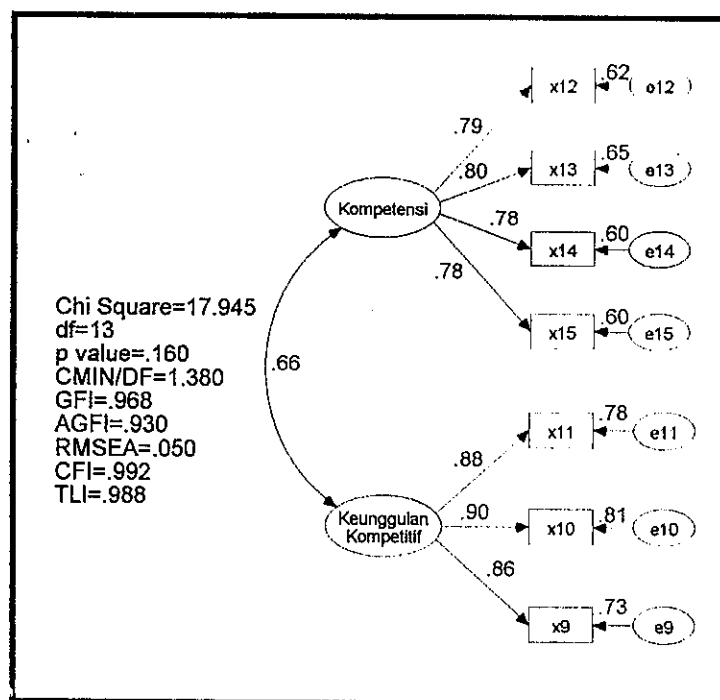 .62
x12
e12
.79
.65
.80
x13
e13
Kompetensi
.78
.60
x14
e14
.78
.60
x15
e15
Chi Square=17.945
df=13
p value=.160
CMIN/DF=1.380
GFI=.968
AGFI=.930
RMSEA=.050
CFI=.992
TLI=.988
.66
.78
x11
e11
.88
.90
.81
x10
e10
Keunggulan
Kompetitif
.86
.73
x9
e9